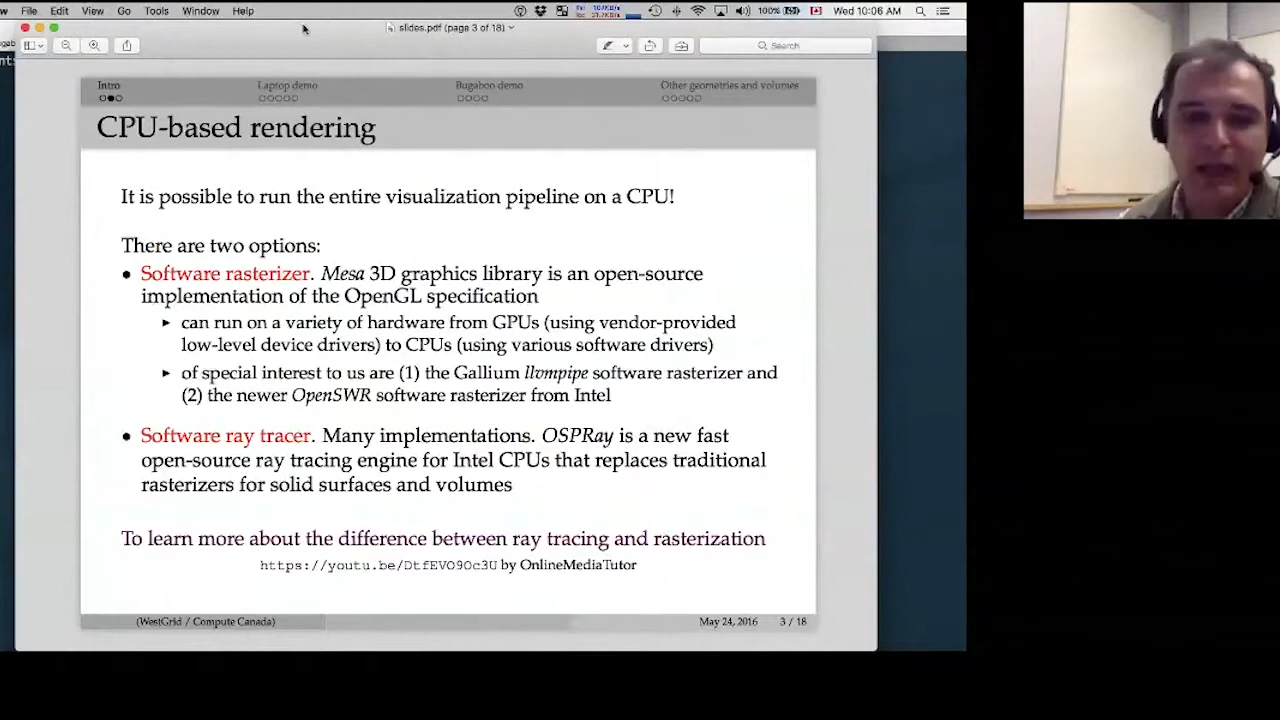 w File Edit View Go Tools Window Help 100% Wed 10:06 AM
slides.pdf (page 3 of 18)
Search
Intro Laptop demo Bugaboo demo Other geometries and volumes
CPU-based rendering
It is possible to run the entire visualization pipeline on a CPU!
There are two options:
• Software rasterizer. Mesa 3D graphics library is an open-source
implementation of the OpenGL specification
▸ can run on a variety of hardware from GPUs (using vendor-provided
low-level device drivers) to CPUs (using various software drivers)
▸ of special interest to us are (1) the Gallium llvmpipe software rasterizer and
(2) the newer OpenSWR software rasterizer from Intel
• Software ray tracer. Many implementations. OSPRay is a new fast
open-source ray tracing engine for Intel CPUs that replaces traditional
rasterizers for solid surfaces and volumes
To learn more about the difference between ray tracing and rasterization
https://youtu.be/DtfEVO9Oc3U by OnlineMediaTutor
(WestGrid / Compute Canada) May 24, 2016 3 / 18